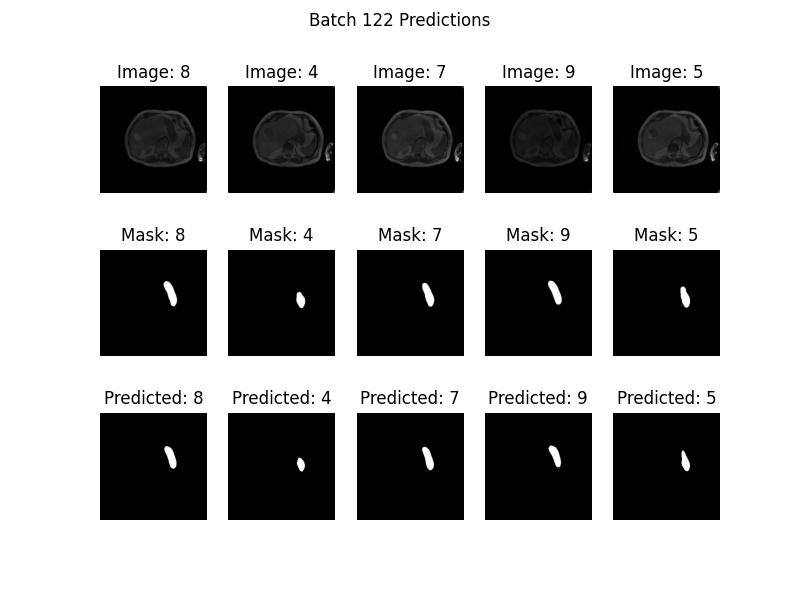 Batch 122 Predictions
Image: 8 Image: 4 Image: 7 Image: 9 Image: 5
Mask: 8 Mask: 4 Mask: 7 Mask: 9 Mask: 5
Predicted: 8 Predicted: 4 Predicted: 7 Predicted: 9 Predicted: 5